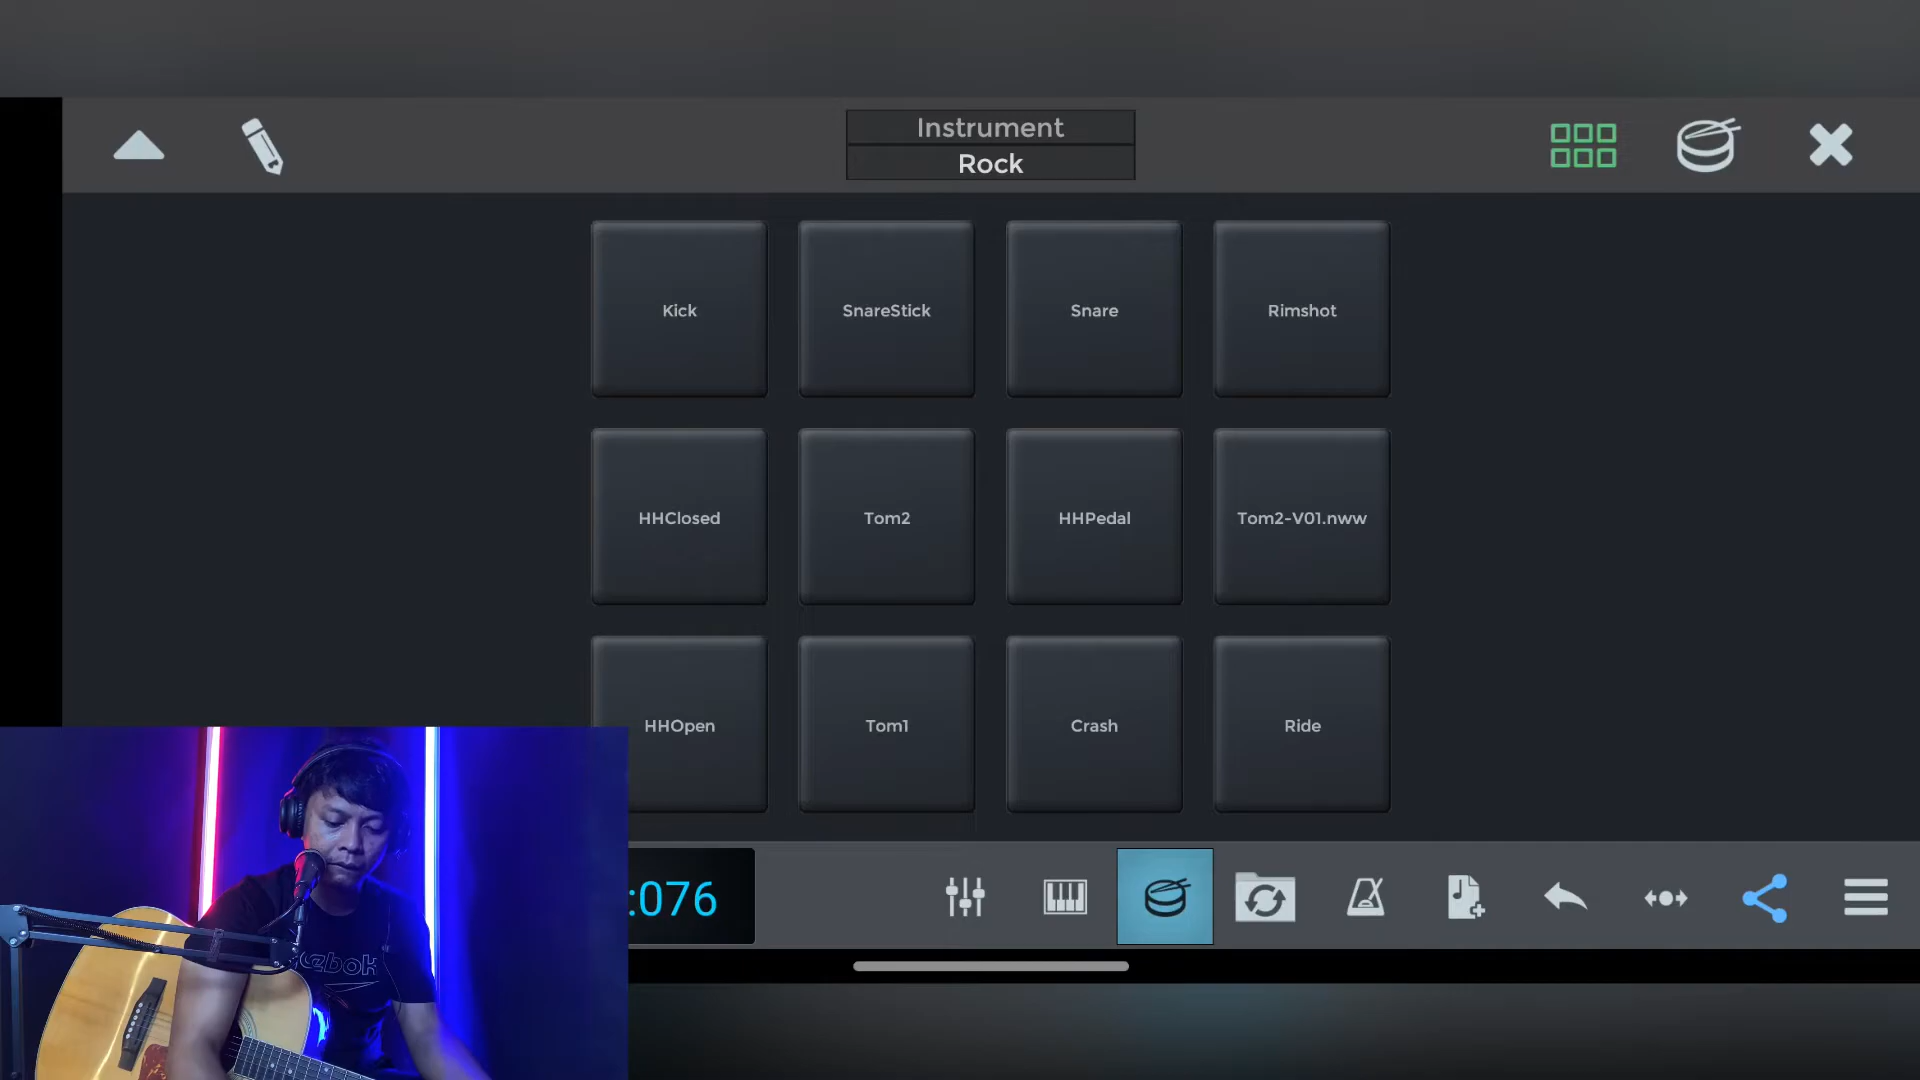 Instrument
Rock
Kick
SnareStick
Snare
Rimshot
HHClosed
Tom2
HHPedal
Tom2-V01.nww
HHOpen
Tom1
Crash
Ride
:076